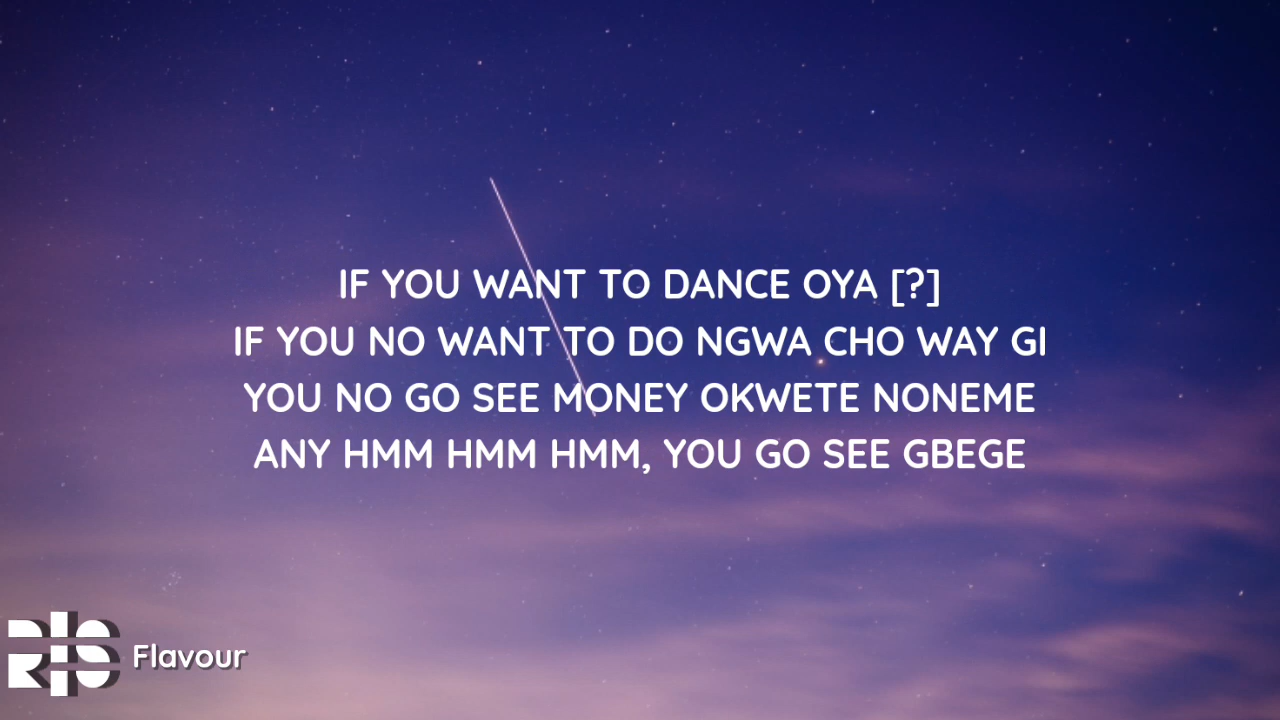 IF YOU WANT TO DANCE OYA [?]
IF YOU NO WANT TO DO NGWA CHO WAY GI
YOU NO GO SEE MONEY OKWETE NONEME
ANY HMM HMM HMM, YOU GO SEE GBEGE
Flavour